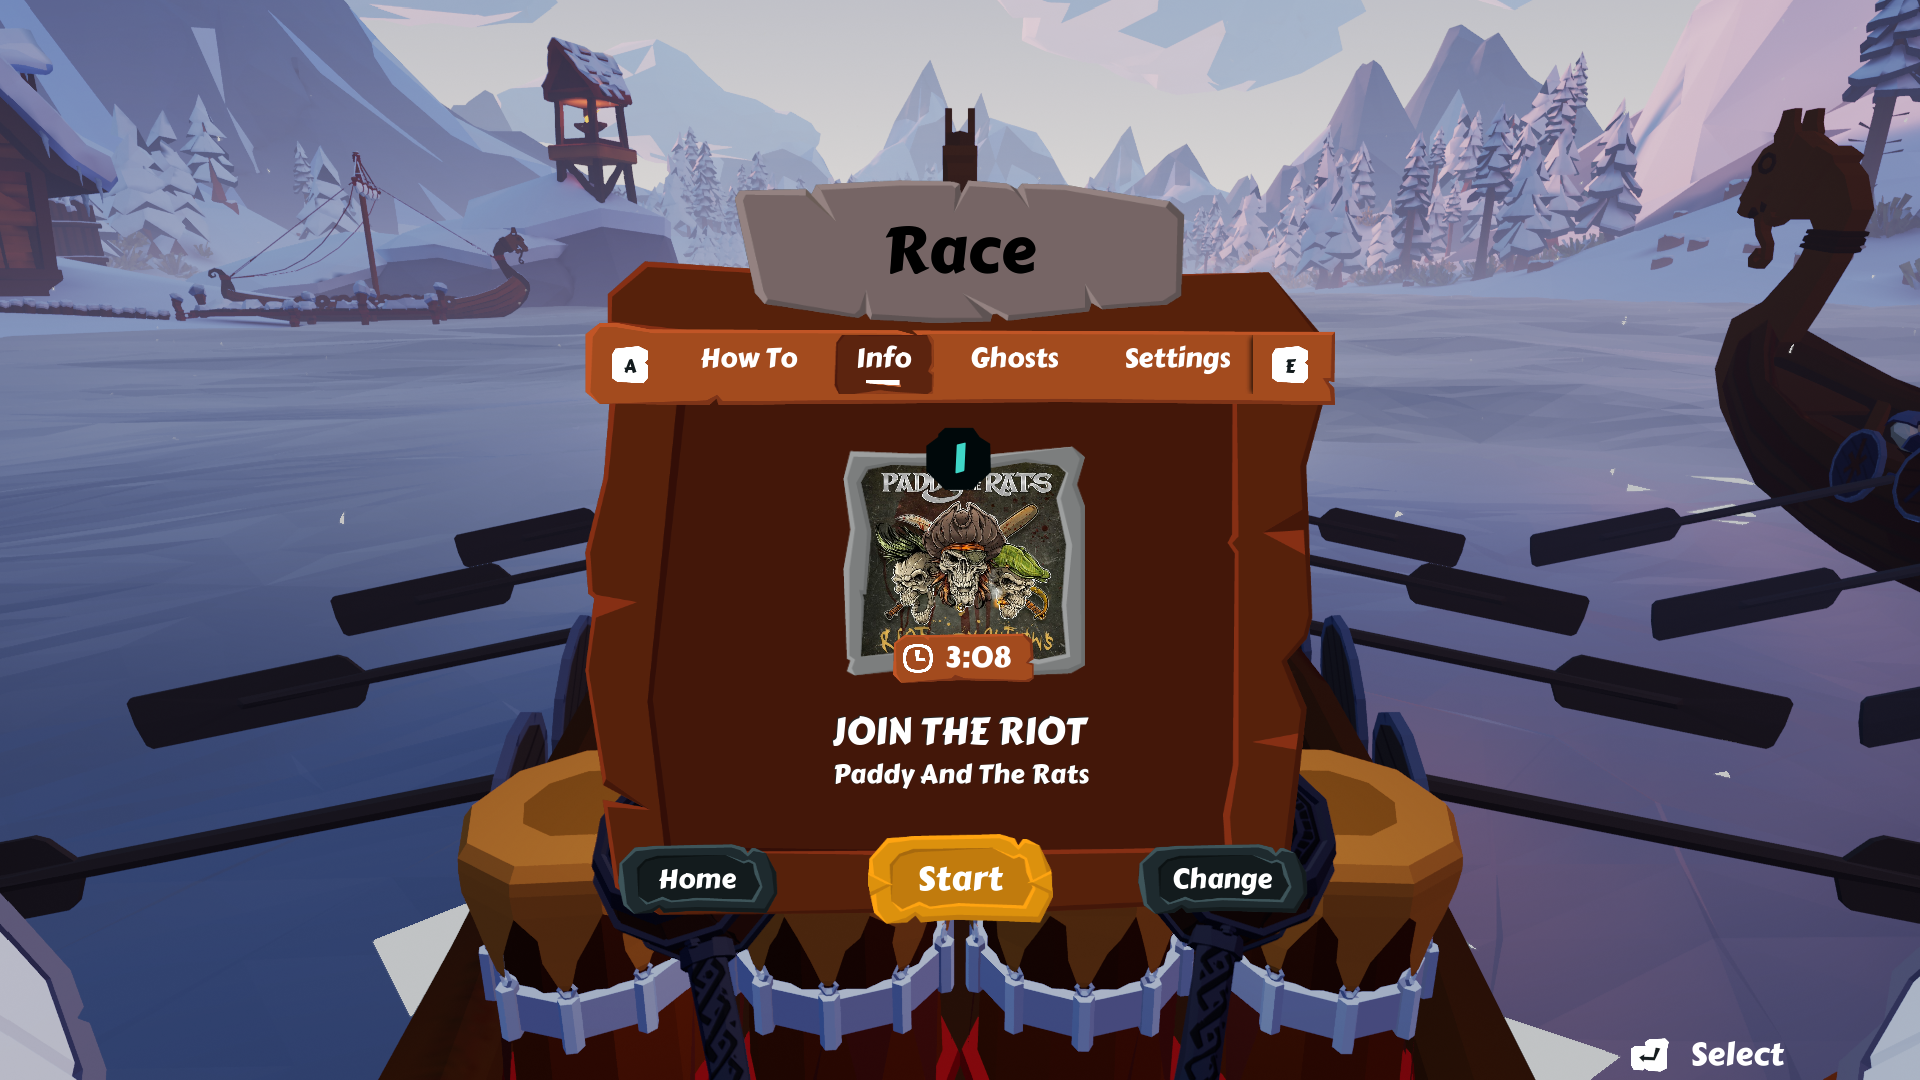 Race
A How To Info Ghosts Settings E
I
RATS
3:08
JOIN THE RIOT
Paddy And The Rats
Home Start Change
Select